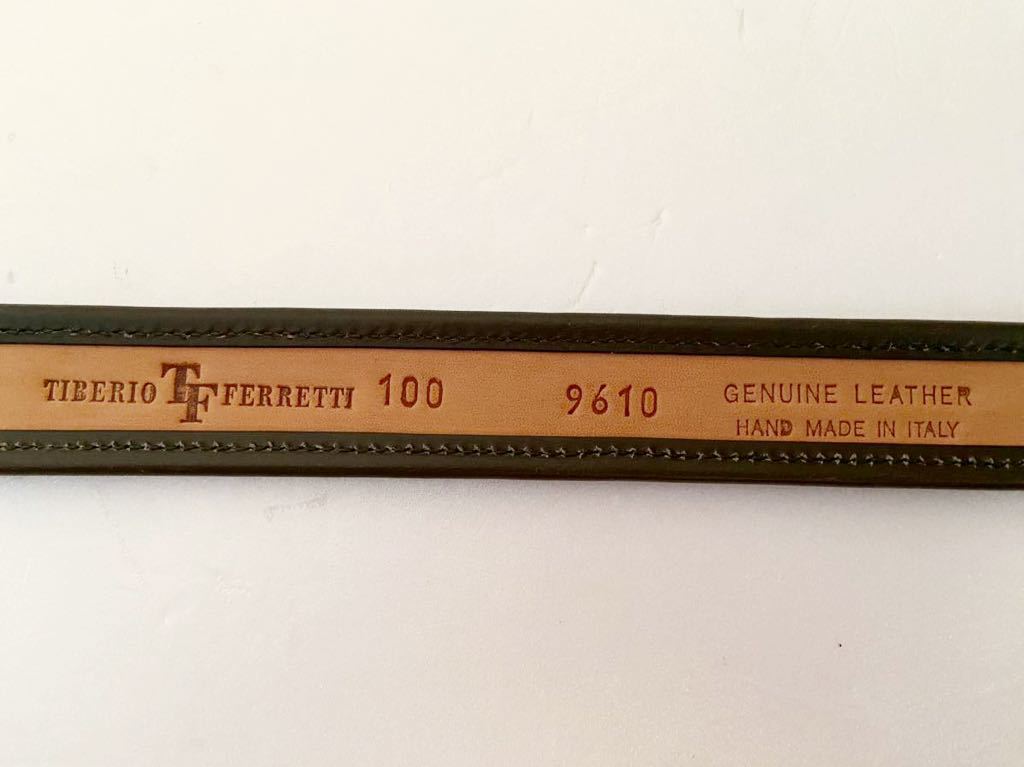 TIBERIO TF FERRETTI 100 9610 GENUINE LEATHER
HAND MADE IN ITALY